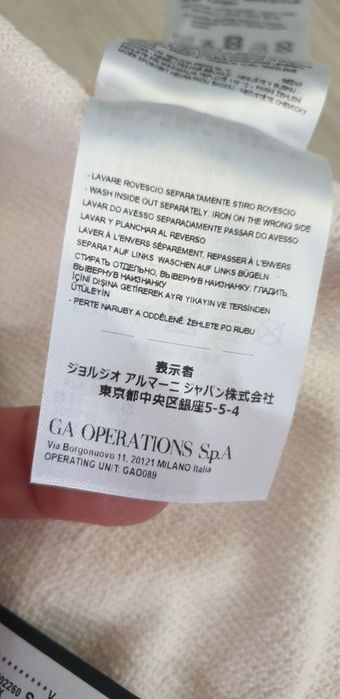 - LAVARE ROVESCIO SEPARATAMENTE STIRO ROVESCIO
- WASH INSIDE OUT SEPARATELY. IRON ON THE WRONG SIDE
LAVAR DO AVESSO SEPARADAMENTE PASSAR DO AVESSO
LAVAR Y PLANCHAR AL REVERSO
LAVER À L'ENVERS SÉPAREMENT. REPASSER À L'ENVERS
SEPARAT AUF LINKS WASCHEN AUF LINKS BÜGELN
СТИРАТЬ ОТДЕЛЬНО, ВЫВЕРНУВ НАИЗНАНКУ. ГЛАДИТЬ,
ВЫВЕРНУВ НАИЗНАНКУ
İÇİNİ DIŞINA GETİREREK AYRI YIKAYIN VE TERSİNDEN
ÜTÜLEYİN
- PERTE NARUBY A ODDĚLENĚ. ŽEHLETE PO RUBU
表示者
ジョルジオ アルマーニ ジャパン株式会社
東京都中央区銀座5-5-4
GA OPERATIONS S.p.A
Via Borgonuovo 11, 20121 MILANO Italia
OPERATING UNIT: GAO089
02260